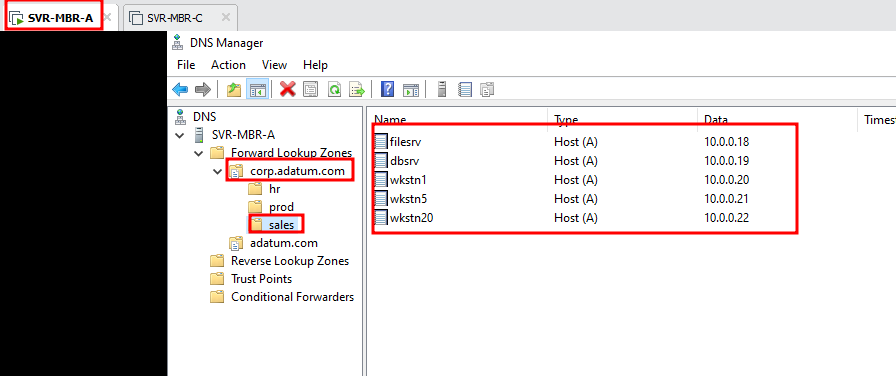 SVR-MBR-A SVR-MBR-C
DNS Manager
File Action View Help
DNS
SVR-MBR-A
Forward Lookup Zones
corp.adatum.com
hr
prod
sales
adatum.com
Reverse Lookup Zones
Trust Points
Conditional Forwarders
Name Type Data Timest
filesrv Host (A) 10.0.0.18
dbsrv Host (A) 10.0.0.19
wkstn1 Host (A) 10.0.0.20
wkstn5 Host (A) 10.0.0.21
wkstn20 Host (A) 10.0.0.22